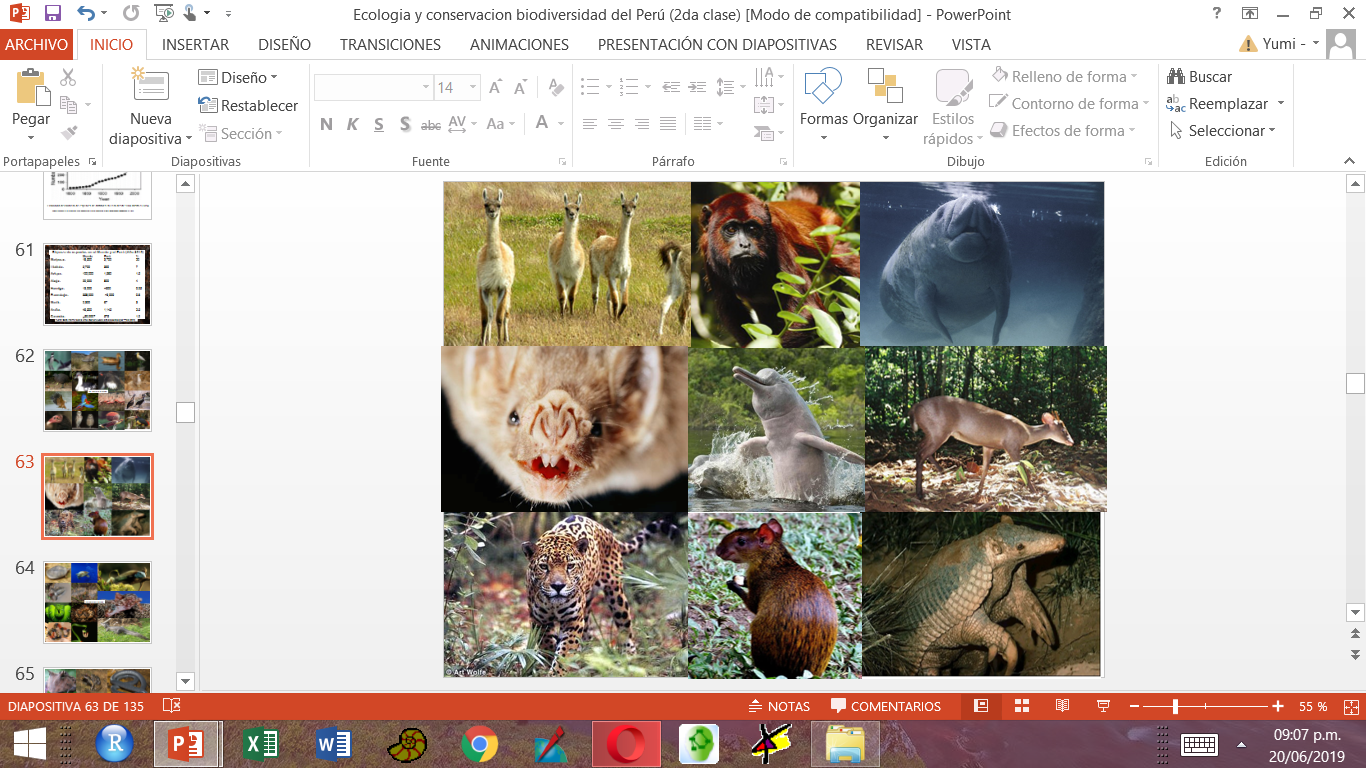 Ecologia y conservacion biodiversidad del Perú (2da clase) [Modo de compatibilidad] - PowerPoint
ARCHIVO INICIO INSERTAR DISEÑO TRANSICIONES ANIMACIONES PRESENTACIÓN CON DIAPOSITIVAS REVISAR VISTA Yumi -
Pegar
Portapapeles
Nueva
diapositiva
Diseño
Restablecer
Sección
Diapositivas
14
N K S S abc AV Aa A
Fuente
Párrafo
Formas
Organizar
Estilos
rápidos
Relleno de forma
Contorno de forma
Efectos de forma
Dibujo
Buscar
Reemplazar
Seleccionar
Edición
61
62
63
64
65
© Art Wolfe
DIAPOSITIVA 63 DE 135 NOTAS COMENTARIOS 55 %
09:07 p.m.
20/06/2019